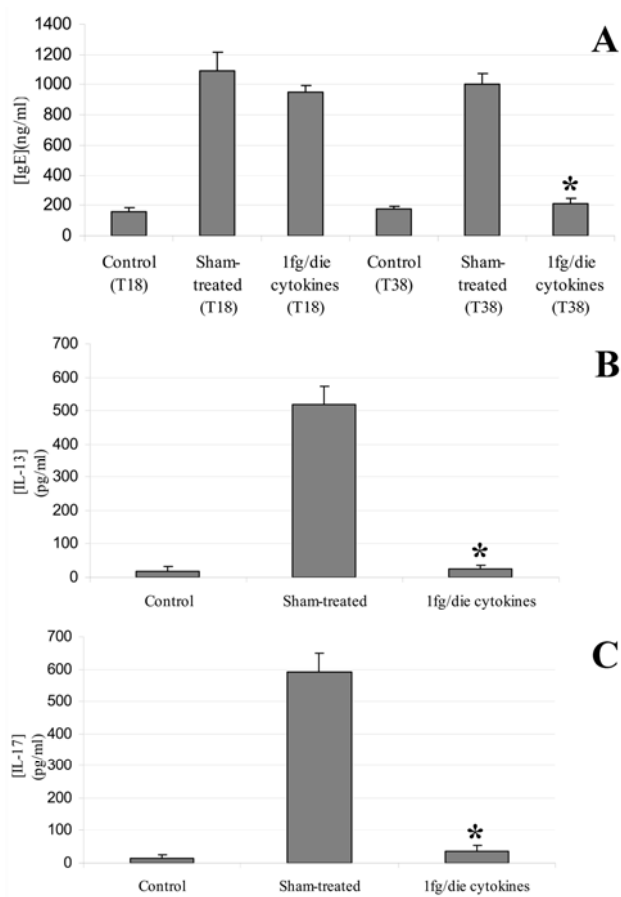 1400
A
1200
1000
800
600
400
200
0
[IgE](ng/ml)
Control Sham- 1fg/die Control Sham- 1fg/die
(T18) treated cytokines (T38) treated cytokines
(T18) (T18) (T38) (T38)
*
700
B
600
500
400
300
200
100
0
[IL-13]
(pg/ml)
*
Control Sham-treated 1fg/die cytokines
700
C
600
500
400
300
200
100
0
[IL-17]
(pg/ml)
*
Control Sham-treated 1fg/die cytokines